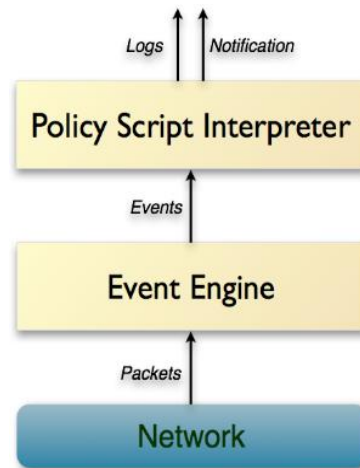 Logs Notification
Policy Script Interpreter
Events
Event Engine
Packets
Network